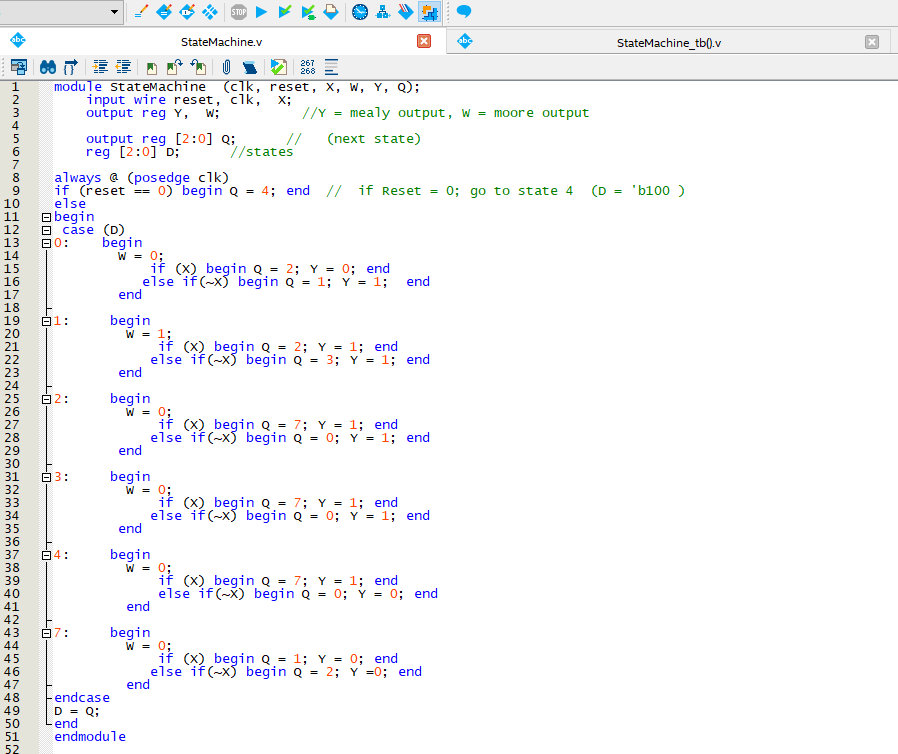 STOP
abc StateMachine.v
abc StateMachine_tb().v
267
268
1 module StateMachine (clk, reset, X, W, Y, Q);
2 input wire reset, clk, X;
3 output reg Y, W; //Y = mealy output, W = moore output
4
5 output reg [2:0] Q; // (next state)
6 reg [2:0] D; //states
7
8 always @ (posedge clk)
9 if (reset == 0) begin Q = 4; end // if Reset = 0; go to state 4 (D = 'b100 )
10 else
11 begin
12 case (D)
13 0: begin
14 W = 0;
15 if (X) begin Q = 2; Y = 0; end
16 else if(~X) begin Q = 1; Y = 1; end
17 end
18
19 1: begin
20 W = 1;
21 if (X) begin Q = 2; Y = 1; end
22 else if(~X) begin Q = 3; Y = 1; end
23 end
24
25 2: begin
26 W = 0;
27 if (X) begin Q = 7; Y = 1; end
28 else if(~X) begin Q = 0; Y = 1; end
29 end
30
31 3: begin
32 W = 0;
33 if (X) begin Q = 7; Y = 1; end
34 else if(~X) begin Q = 0; Y = 1; end
35 end
36
37 4: begin
38 W = 0;
39 if (X) begin Q = 7; Y = 1; end
40 else if(~X) begin Q = 0; Y = 0; end
41 end
42
43 7: begin
44 W = 0;
45 if (X) begin Q = 1; Y = 0; end
46 else if(~X) begin Q = 2; Y =0; end
47 end
48 endcase
49 D = Q;
50 end
51 endmodule
52